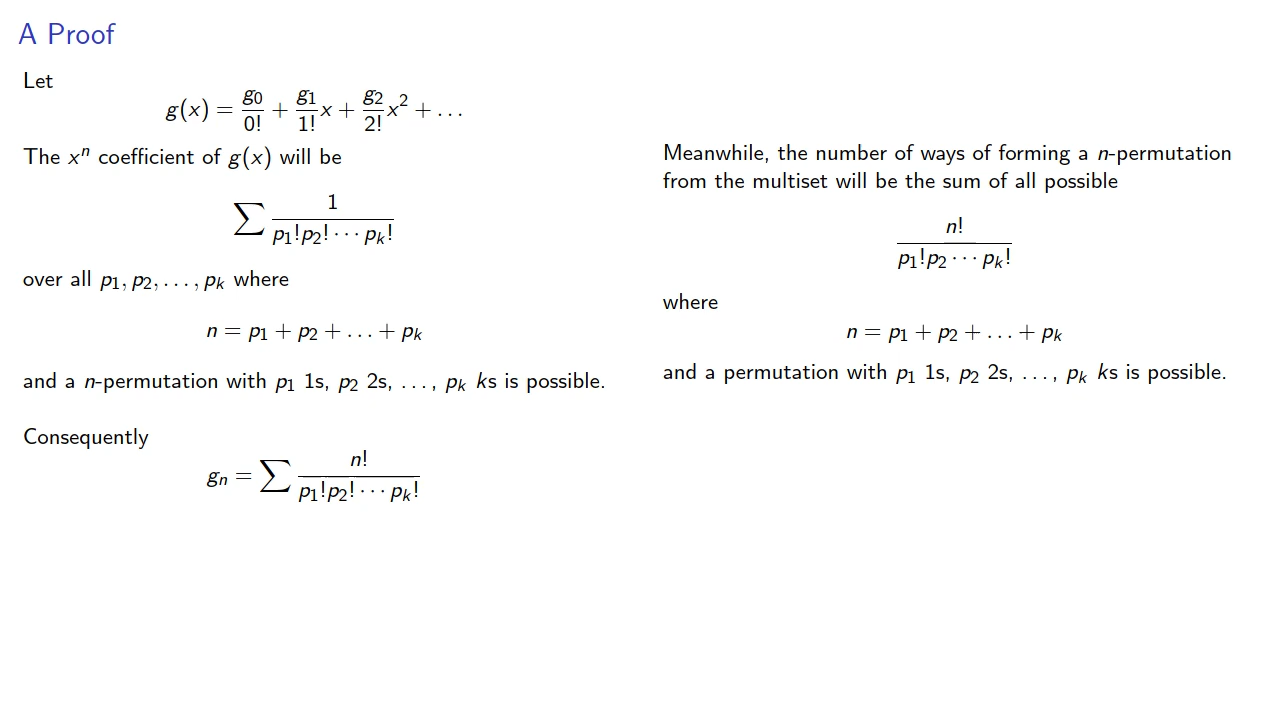 A Proof
Let
g(x) = g₀/0! + g₁/1! x + g₂/2! x² + …
The xⁿ coefficient of g(x) will be
∑ 1/(p₁!p₂! ⋯ pₖ!)
over all p₁, p₂, …, pₖ where
n = p₁ + p₂ + … + pₖ
and a n-permutation with p₁ 1s, p₂ 2s, …, pₖ ks is possible.
Consequently
gₙ = ∑ n!/(p₁!p₂! ⋯ pₖ!)
Meanwhile, the number of ways of forming a n-permutation
from the multiset will be the sum of all possible
n!/(p₁!p₂ ⋯ pₖ!)
where
n = p₁ + p₂ + … + pₖ
and a permutation with p₁ 1s, p₂ 2s, …, pₖ ks is possible.